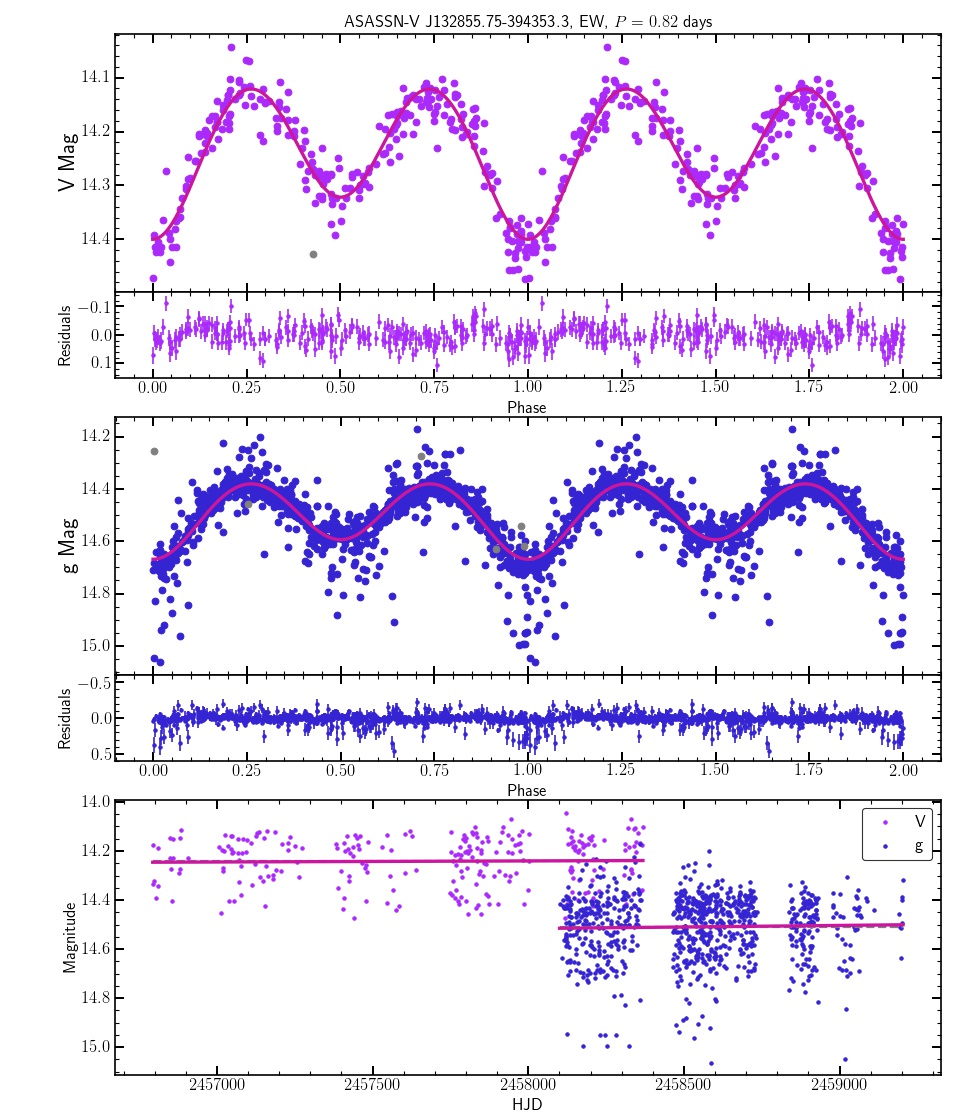 ASASSN-V J132855.75-394353.3, EW, P = 0.82 days
14.1
14.2
14.3
14.4
V Mag
−0.1
0.0
0.1
Residuals
0.00 0.25 0.50 0.75 1.00 1.25 1.50 1.75 2.00
Phase
14.2
14.4
14.6
14.8
15.0
g Mag
−0.5
0.0
0.5
Residuals
0.00 0.25 0.50 0.75 1.00 1.25 1.50 1.75 2.00
Phase
14.0
14.2
14.4
14.6
14.8
15.0
Magnitude
V
g
2457000 2457500 2458000 2458500 2459000
HJD